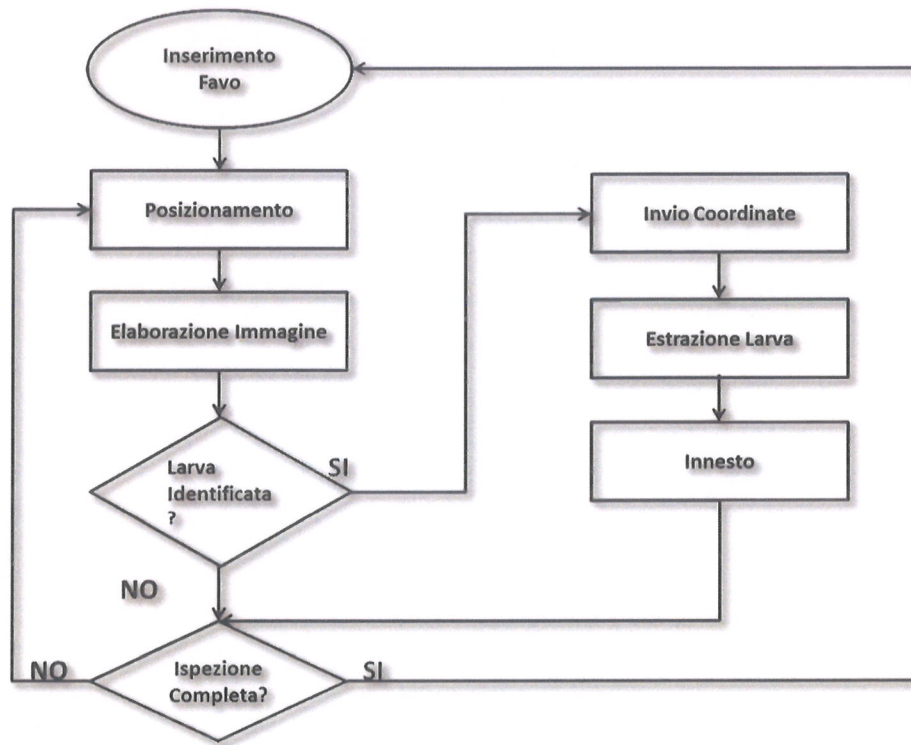 Inserimento
Favo
Posizionamento
Elaborazione Immagine
Larva
Identificata
?
SI
NO
Invio Coordinate
Estrazione Larva
Innesto
Ispezione
Completa?
NO
SI